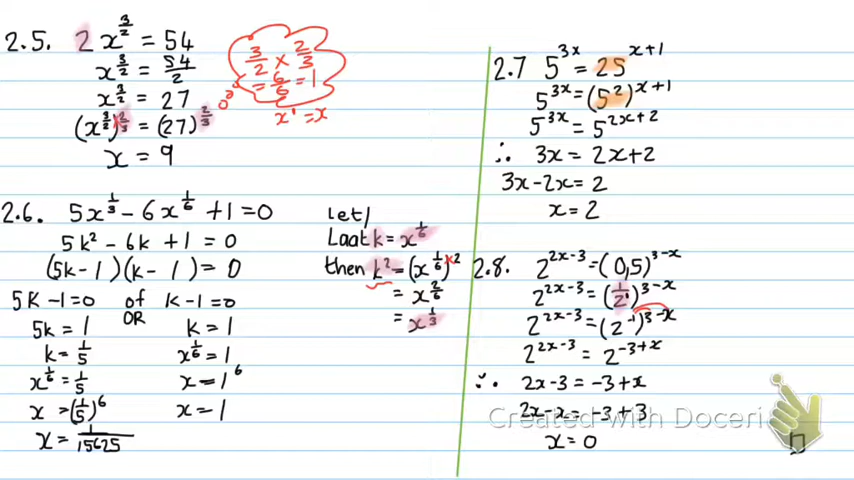 2.5. 2x^(3/2) = 54
x^(3/2) = 54/2
x^(3/2) = 27
(x^(3/2))^(2/3) = (27)^(2/3)
x = 9
3/2 × 2/3
= 6/6 = 1
x¹ = x
2.6. 5x^(1/3) − 6x^(1/6) + 1 = 0
5k² − 6k + 1 = 0
(5k − 1)(k − 1) = 0
5k − 1 = 0 of k − 1 = 0
OR
5k = 1 k = 1
k = 1/5 x^(1/6) = 1
x^(1/6) = 1/5 x = 1⁶
x = (1/5)⁶ x = 1
x = 1/15625
let/
Laat k = x^(1/6)
then k² = (x^(1/6))^×2
= x^(2/6)
= x^(1/3)
2.7 5^(3x) = 25^(x+1)
5^(3x) = (5²)^(x+1)
5^(3x) = 5^(2x+2)
∴ 3x = 2x + 2
3x − 2x = 2
x = 2
2.8. 2^(2x−3) = (0,5)^(3−x)
2^(2x−3) = (1/2¹)^(3−x)
2^(2x−3) = (2^(−1))^(3−x)
2^(2x−3) = 2^(−3+x)
∴ 2x − 3 = −3 + x
2x − x = −3 + 3
x = 0
Created with Doceri